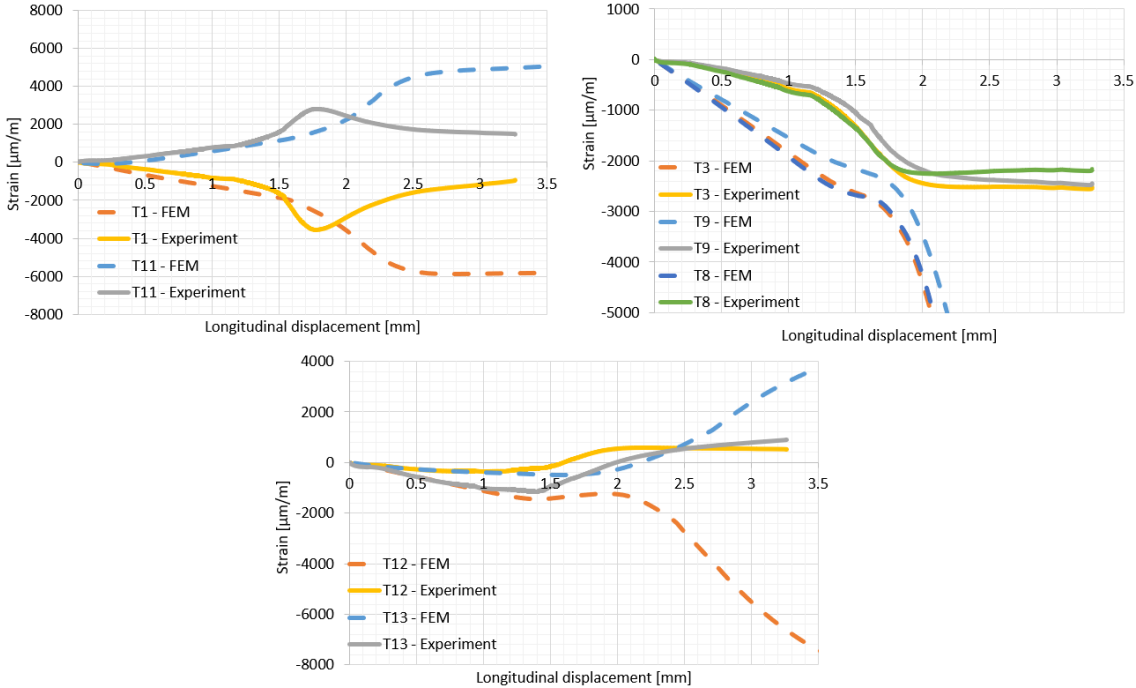 8000
6000
4000
2000
0
-2000
-4000
-6000
-8000
0 0.5 1 1.5 2 2.5 3 3.5
Strain [µm/m]
Longitudinal displacement [mm]
T1 - FEM
T1 - Experiment
T11 - FEM
T11 - Experiment
1000
0
-1000
-2000
-3000
-4000
-5000
0 0.5 1 1.5 2 2.5 3 3.5
Strain [µm/m]
Longitudinal displacement [mm]
T3 - FEM
T3 - Experiment
T9 - FEM
T9 - Experiment
T8 - FEM
T8 - Experiment
4000
2000
0
-2000
-4000
-6000
-8000
0 0.5 1 1.5 2 2.5 3 3.5
Strain [µm/m]
Longitudinal displacement [mm]
T12 - FEM
T12 - Experiment
T13 - FEM
T13 - Experiment